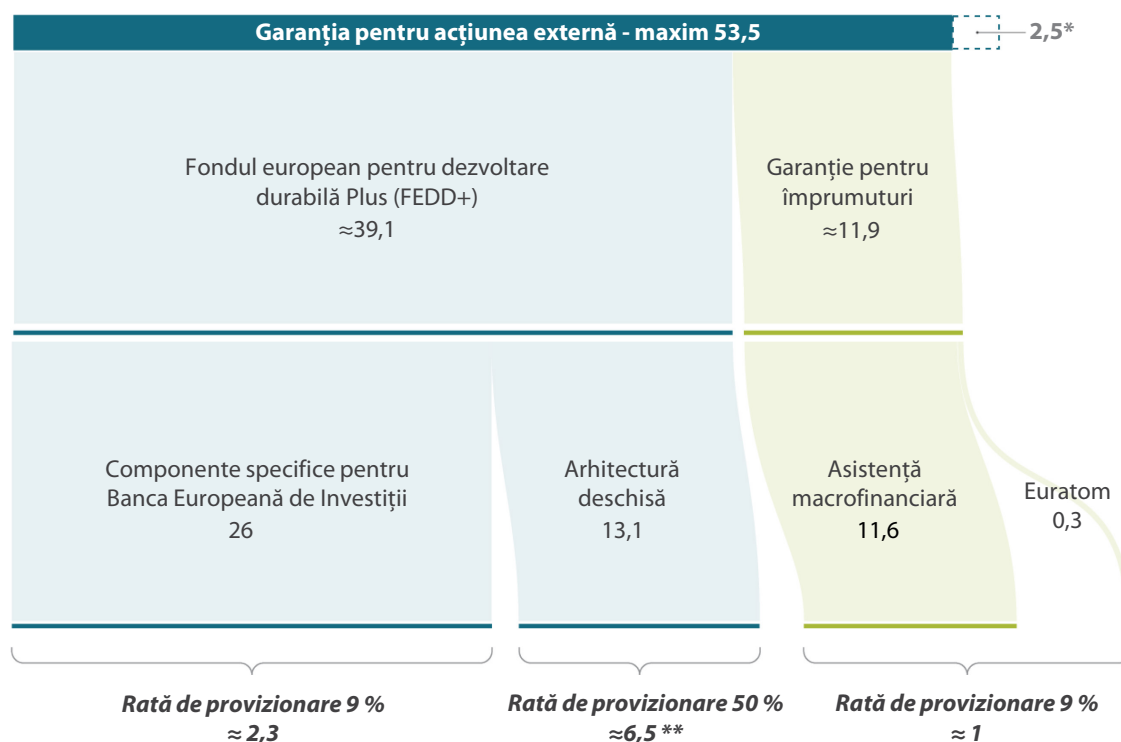 Garanția pentru acțiunea externă - maxim 53,5
2,5*
Fondul european pentru dezvoltare
durabilă Plus (FEDD+)
≈39,1
Garanție pentru
împrumuturi
≈11,9
Componente specifice pentru
Banca Europeană de Investiții
26
Arhitectură
deschisă
13,1
Asistență
macrofinanciară
11,6
Euratom
0,3
Rată de provizionare 9 %
≈ 2,3
Rată de provizionare 50 %
≈6,5 **
Rată de provizionare 9 %
≈ 1